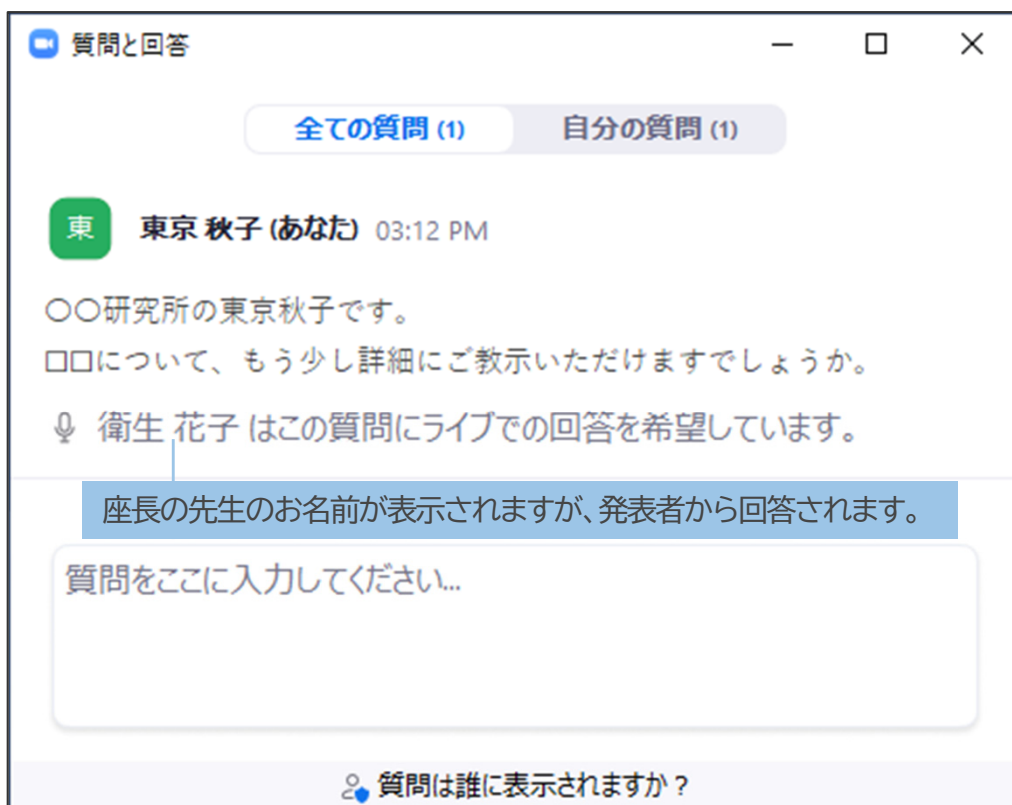 質問と回答
全ての質問 (1) 自分の質問 (1)
東 東京 秋子 (あなた) 03:12 PM
〇〇研究所の東京秋子です。
□□について、もう少し詳細にご教示いただけますでしょうか。
衛生 花子 はこの質問にライブでの回答を希望しています。
座長の先生のお名前が表示されますが、発表者から回答されます。
質問をここに入力してください...
質問は誰に表示されますか？